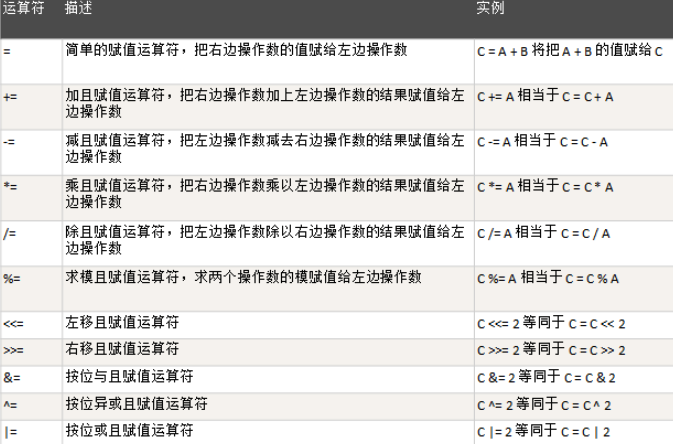 运算符 描述 实例
= 简单的赋值运算符，把右边操作数的值赋给左边操作数 C = A + B 将把 A + B 的值赋给 C
+= 加且赋值运算符，把右边操作数加上左边操作数的结果赋值给左 C += A 相当于 C = C + A
边操作数
-= 减且赋值运算符，把左边操作数减去右边操作数的结果赋值给左 C -= A 相当于 C = C - A
边操作数
*= 乘且赋值运算符，把右边操作数乘以左边操作数的结果赋值给左 C *= A 相当于 C = C * A
边操作数
/= 除且赋值运算符，把左边操作数除以右边操作数的结果赋值给左 C /= A 相当于 C = C / A
边操作数
%= 求模且赋值运算符，求两个操作数的模赋值给左边操作数 C %= A 相当于 C = C % A
<<= 左移且赋值运算符 C <<= 2 等同于 C = C << 2
>>= 右移且赋值运算符 C >>= 2 等同于 C = C >> 2
&= 按位与且赋值运算符 C &= 2 等同于 C = C & 2
^= 按位异或且赋值运算符 C ^= 2 等同于 C = C ^ 2
|= 按位或且赋值运算符 C |= 2 等同于 C = C | 2